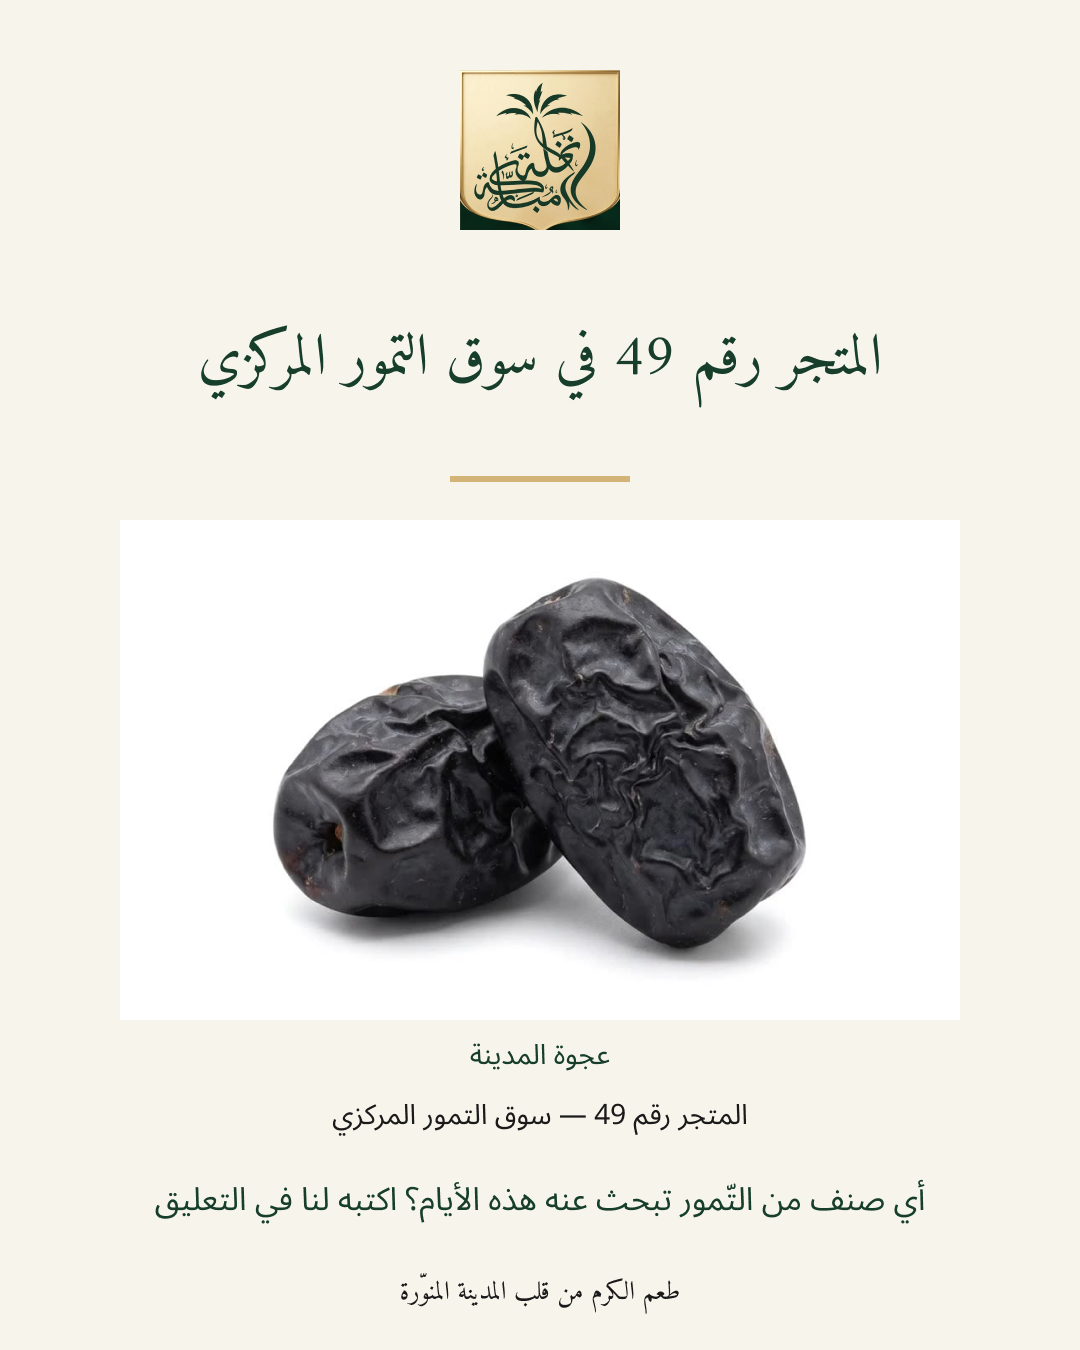 نخلة
مباركة
المتجر رقم 49 في سوق التمور المركزي
عجوة المدينة
المتجر رقم 49 — سوق التمور المركزي
أي صنف من التّمور تبحث عنه هذه الأيام؟ اكتبه لنا في التعليق
طعم الكرم من قلب المدينة المنوّرة